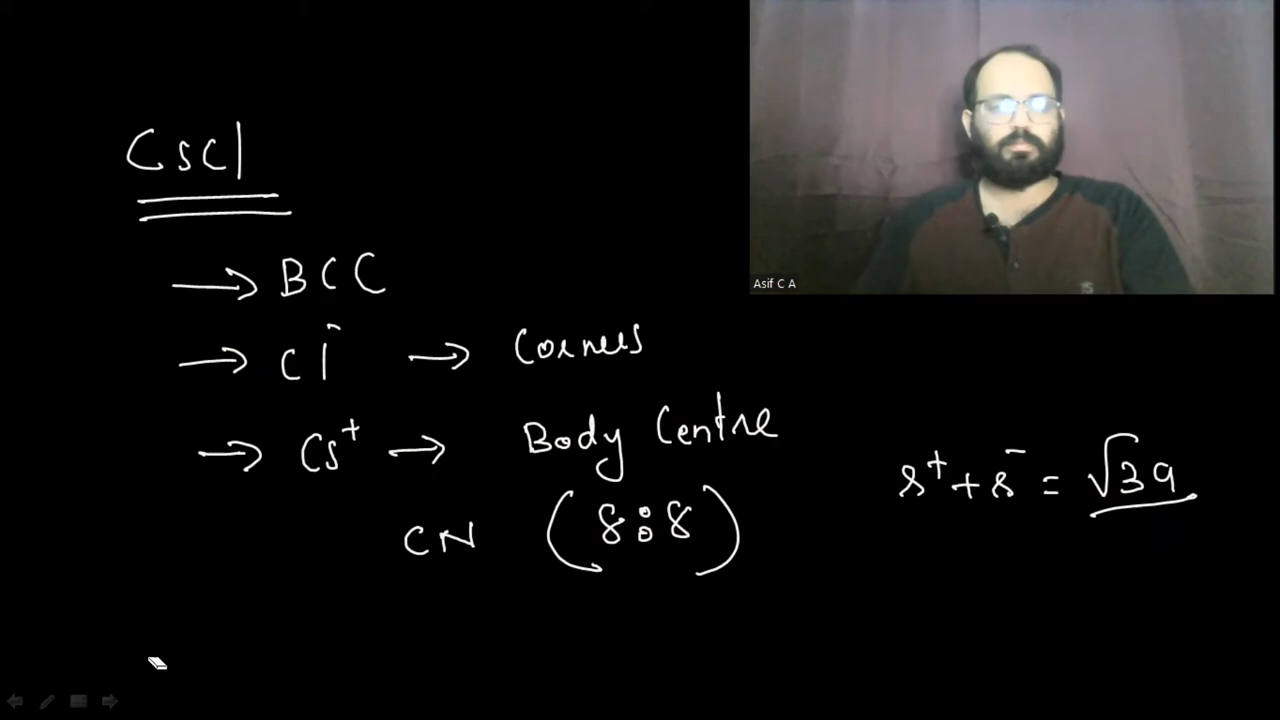 CsCl
→ BCC
→ Cl⁻ → Corners
→ Cs⁺ → Body Centre
CN (8:8)
r⁺ + r⁻ = √3a
Asif C A